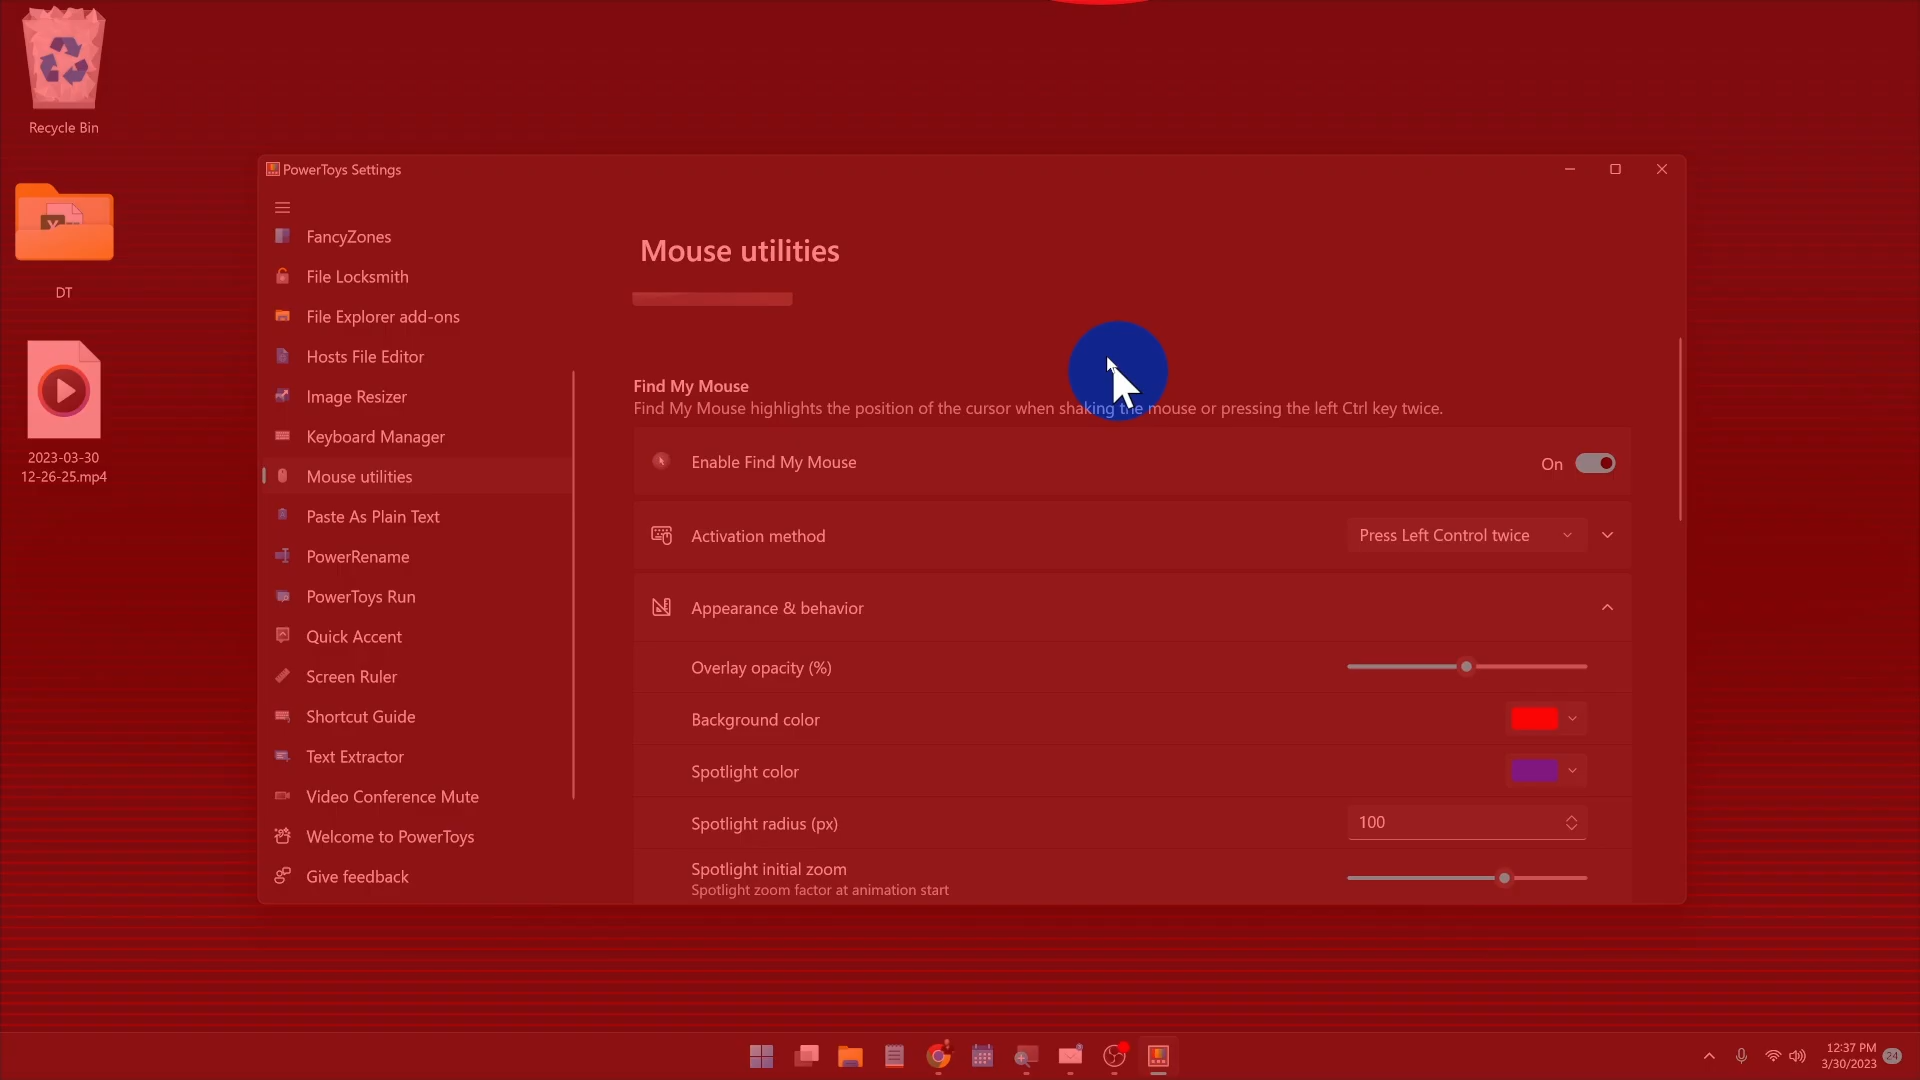 Recycle Bin
DT
2023-03-30
12-26-25.mp4
PowerToys Settings
FancyZones
File Locksmith
File Explorer add-ons
Hosts File Editor
Image Resizer
Keyboard Manager
Mouse utilities
Paste As Plain Text
PowerRename
PowerToys Run
Quick Accent
Screen Ruler
Shortcut Guide
Text Extractor
Video Conference Mute
Welcome to PowerToys
Give feedback
Mouse utilities
Find My Mouse
Find My Mouse highlights the position of the cursor when shaking the mouse or pressing the left Ctrl key twice.
Enable Find My Mouse
On
Activation method
Press Left Control twice
Appearance & behavior
Overlay opacity (%)
Background color
Spotlight color
Spotlight radius (px)
100
Spotlight initial zoom
Spotlight zoom factor at animation start
12:37 PM
3/30/2023
24